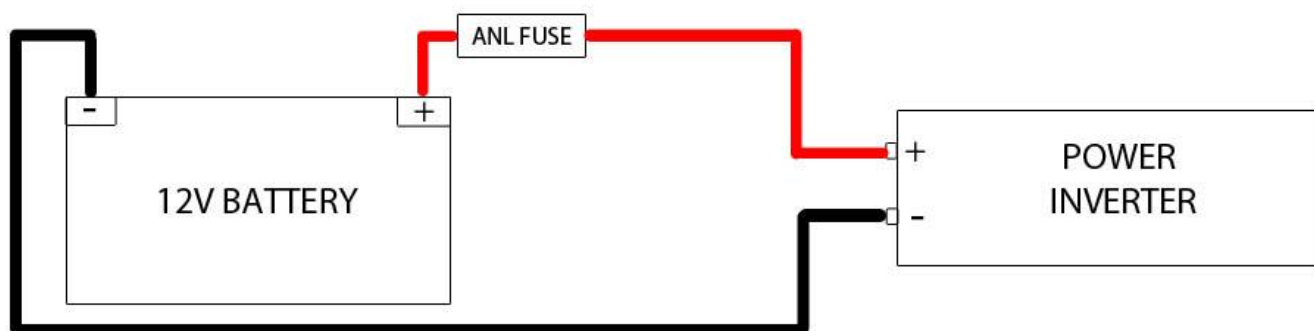 ANL FUSE
-
+
12V BATTERY
+
-
POWER
INVERTER